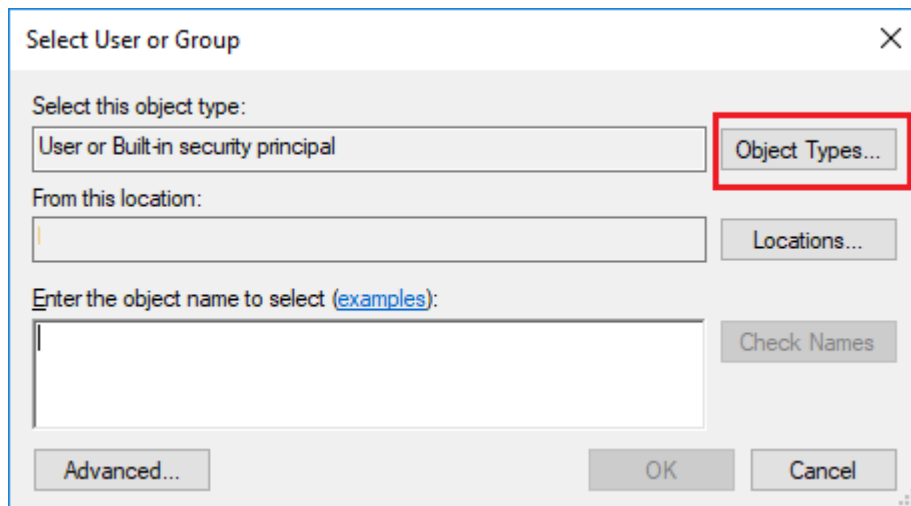 Select User or Group
Select this object type:
User or Built-in security principal
Object Types...
From this location:
Locations...
Enter the object name to select (examples):
Check Names
Advanced...
OK
Cancel